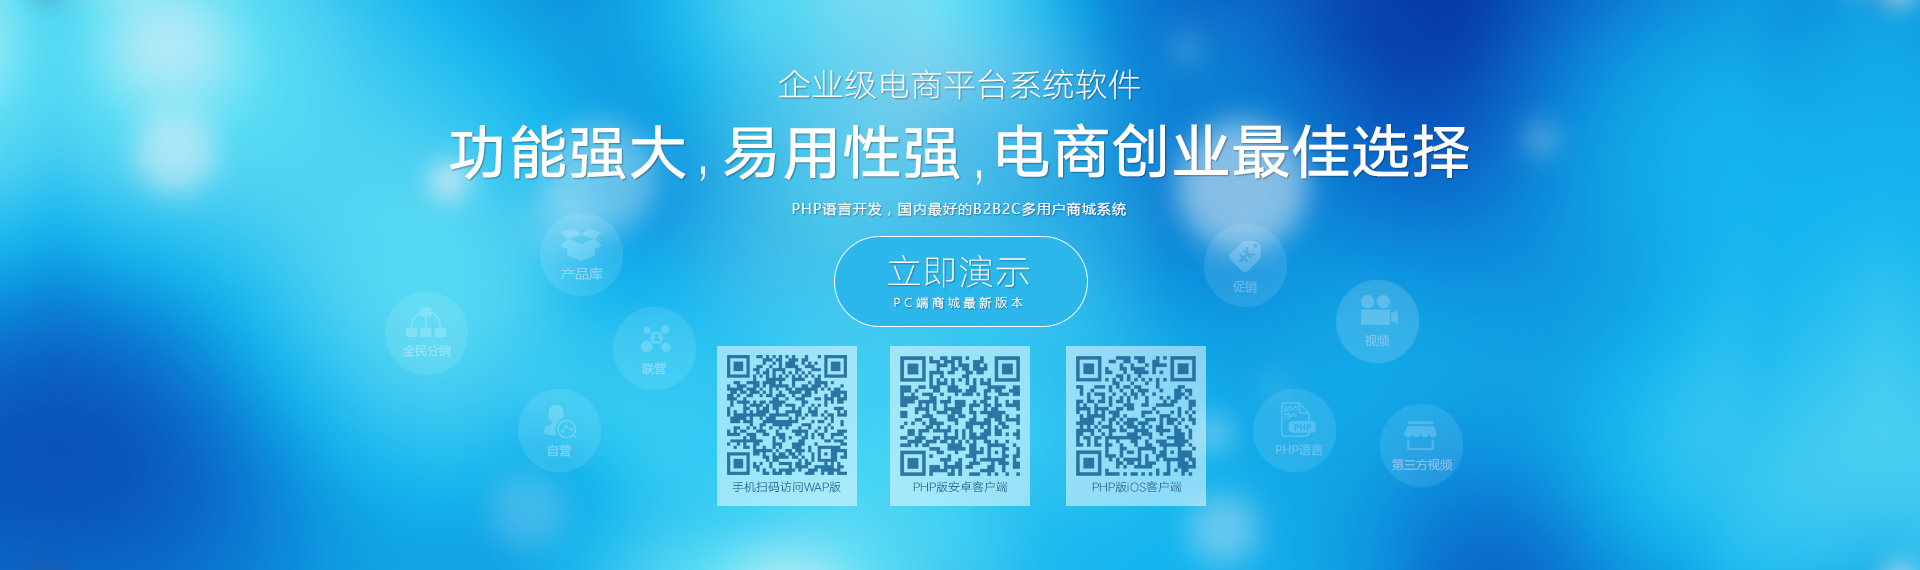 企业级电商平台系统软件
功能强大,易用性强,电商创业最佳选择
PHP语言开发，国内最好的B2B2C多用户商城系统
立即演示
PC端商城最新版本
产品库
全民分销
联营
自营
促销
视频
PHP
PHP语言
第三方视频
手机扫码访问WAP版
PHP版安卓客户端
PHP版iOS客户端